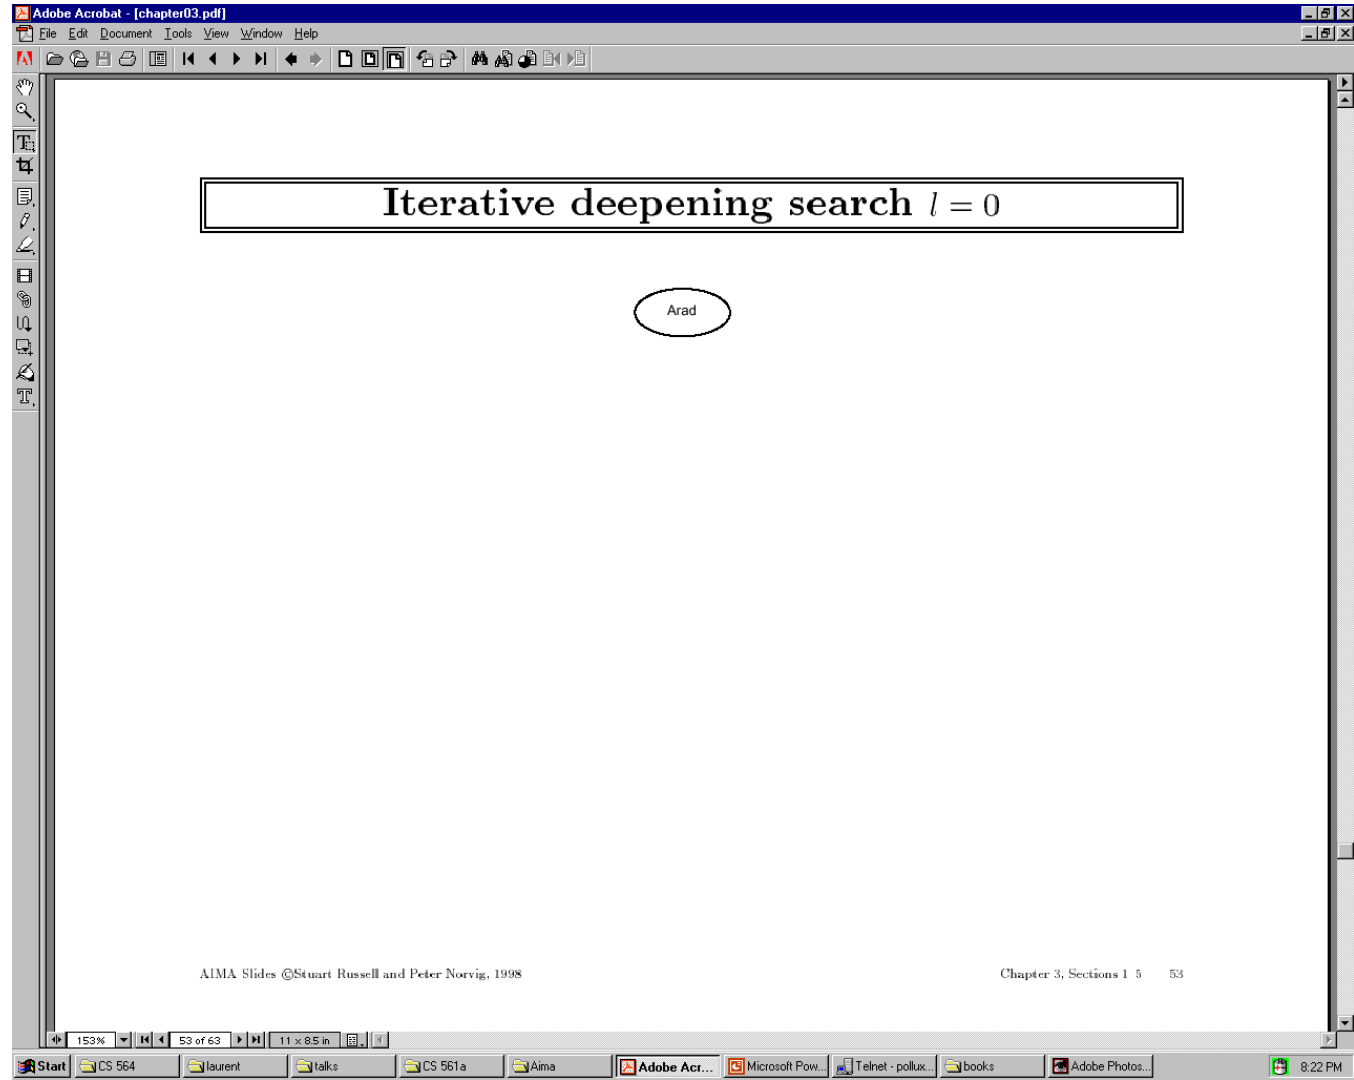 Adobe Acrobat - [chapter03.pdf]
File Edit Document Tools View Window Help
Iterative deepening search l = 0
Arad
AIMA Slides ©Stuart Russell and Peter Norvig, 1998
Chapter 3, Sections 1 5 53
153% 53 of 63 11 x 8.5 in
Start CS 564 laurent talks CS 561a Aima Adobe Acr... Microsoft Pow... Telnet - pollux... books Adobe Photos... 8:22 PM